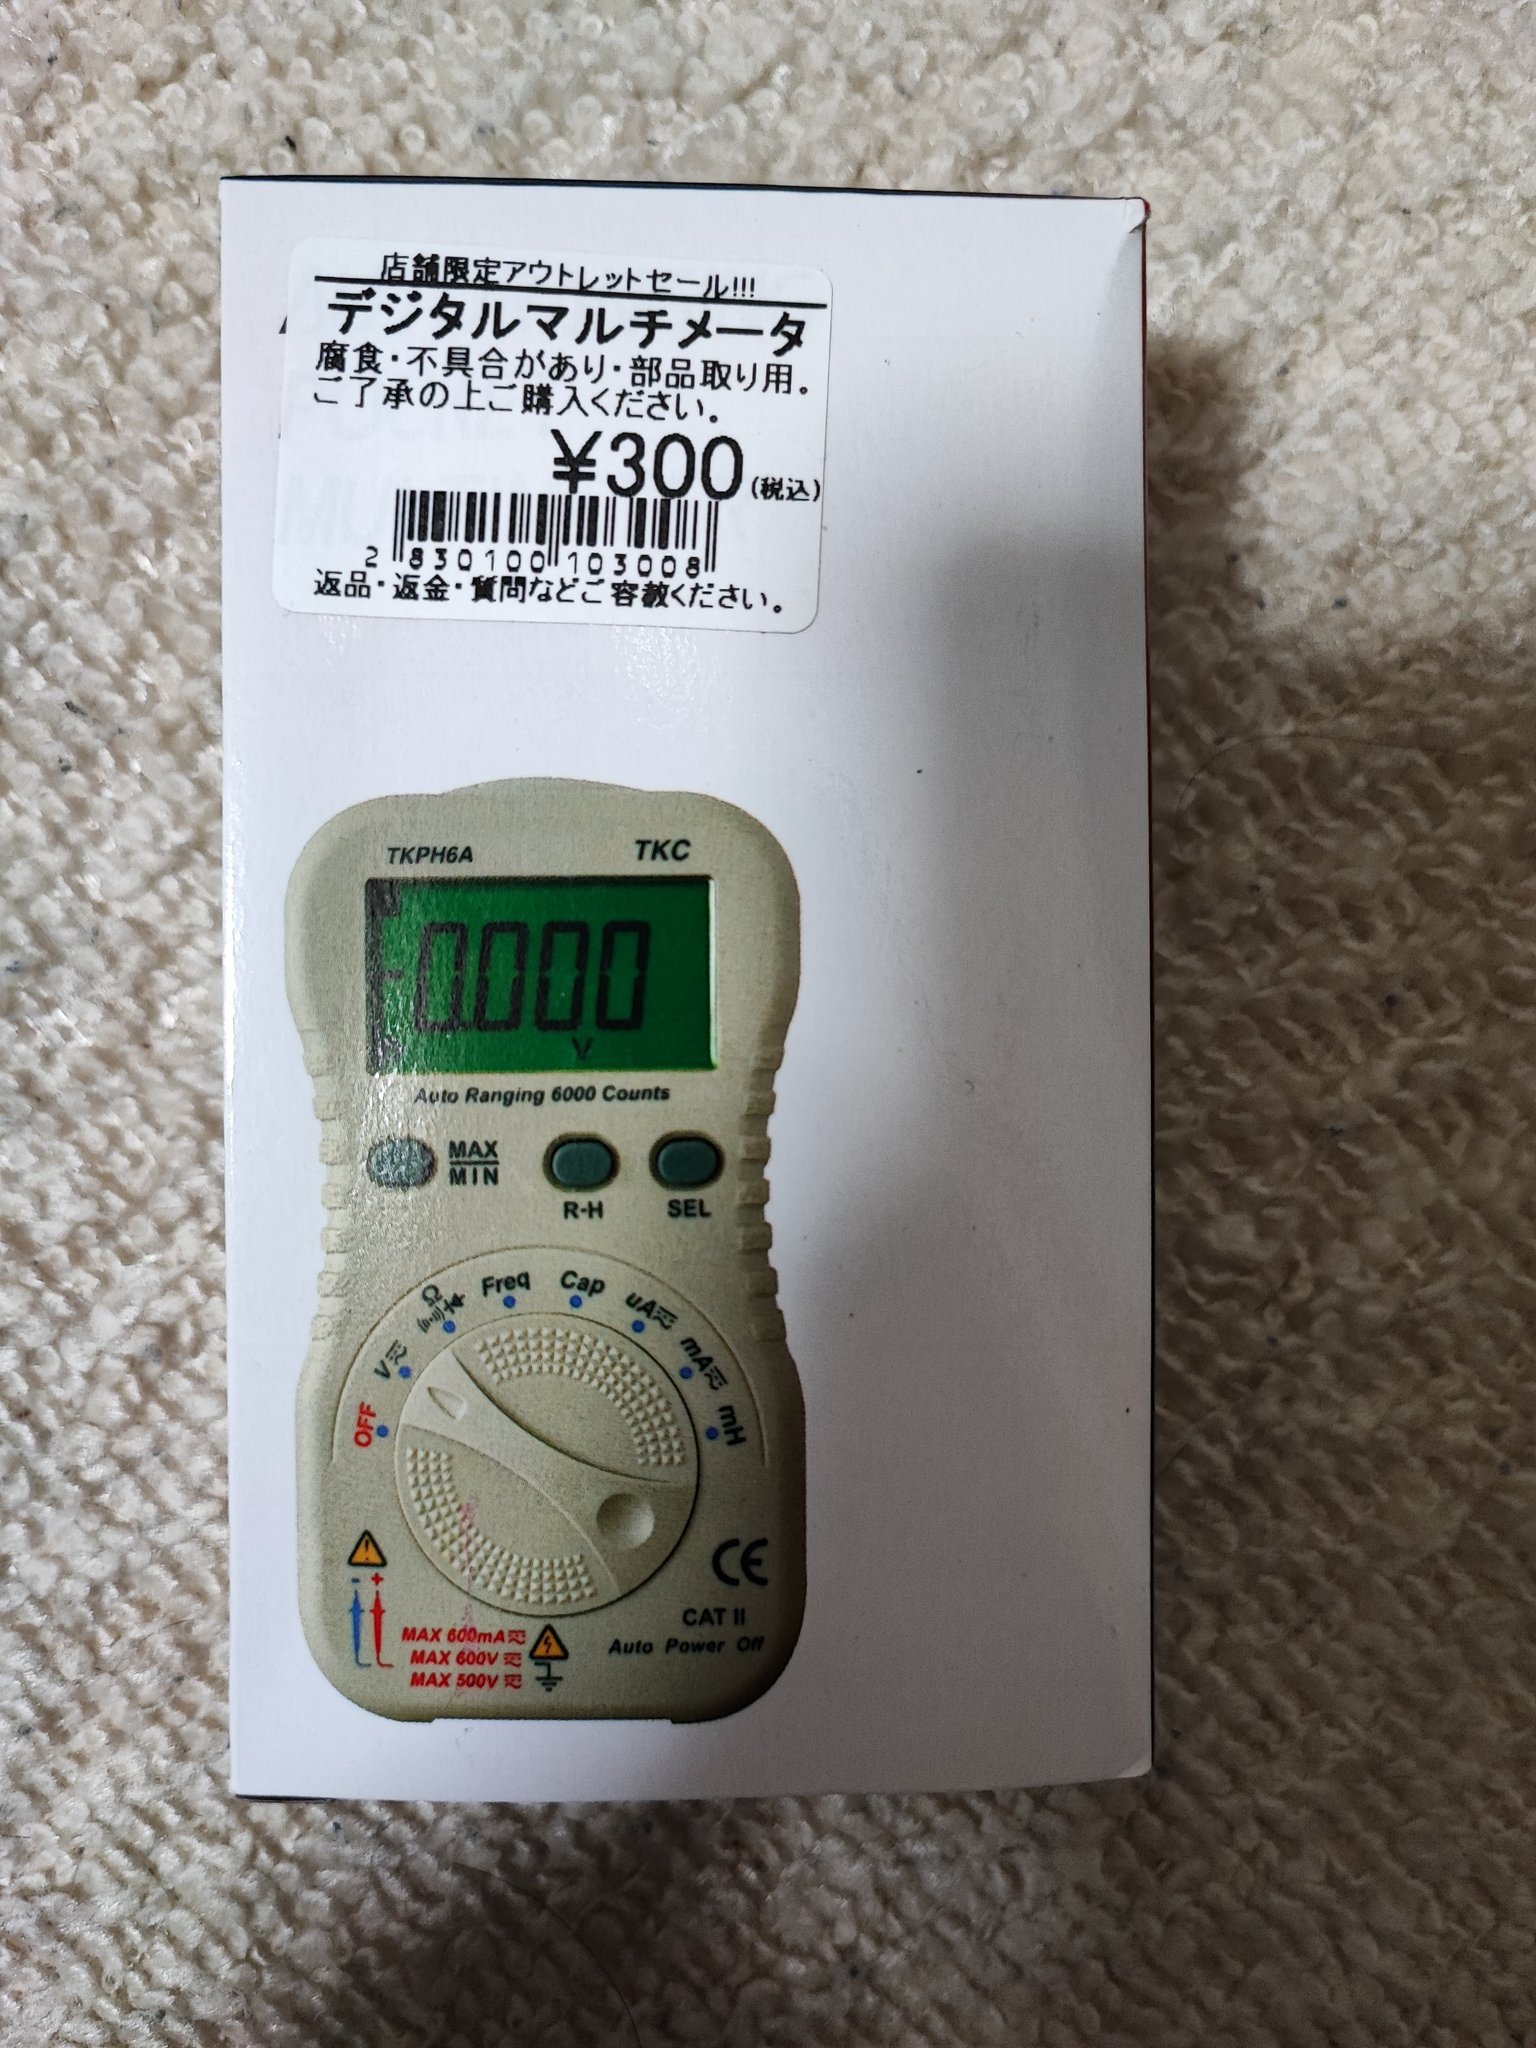 店舗限定アウトレットセール!!!
デジタルマルチメータ
腐食・不具合があり・部品取り用。
ご了承の上ご購入ください。
¥300(税込)
2 830100 103008
返品・返金・質問などご容赦ください。
TKPH6A TKC
-0.000
V
Auto Ranging 6000 Counts
MAX
MIN
R-H SEL
OFF V Ω Freq Cap uA mA mH
CE
CAT II
Auto Power Off
- +
MAX 600mA
MAX 600V
MAX 500V